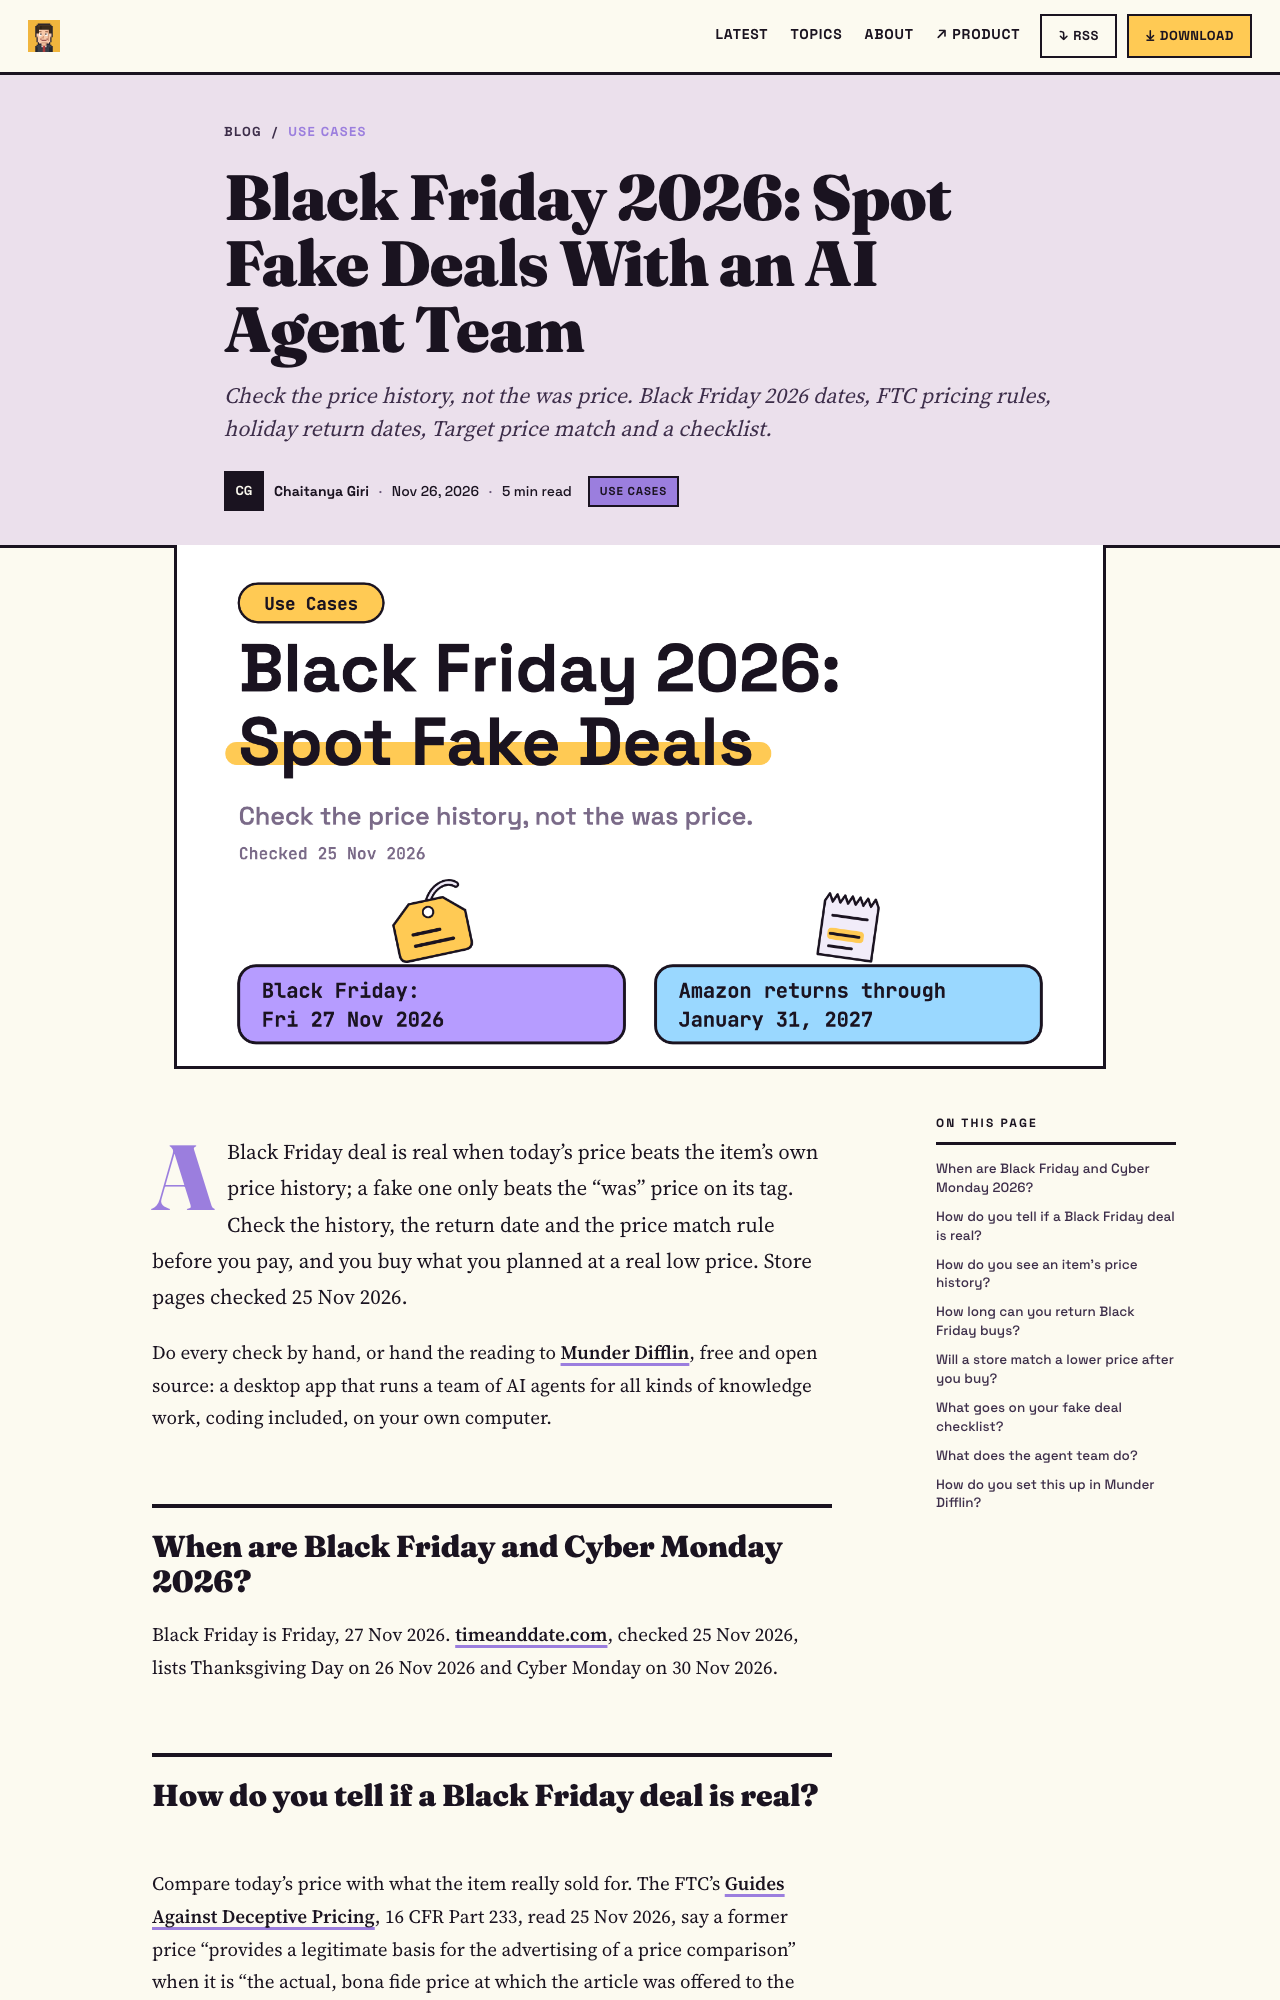 LATEST TOPICS ABOUT ↗ PRODUCT ↴ RSS ⤓ DOWNLOAD
BLOG / USE CASES
Black Friday 2026: Spot
Fake Deals With an AI
Agent Team
Check the price history, not the was price. Black Friday 2026 dates, FTC pricing rules,
holiday return dates, Target price match and a checklist.
CG Chaitanya Giri · Nov 26, 2026 · 5 min read USE CASES
Use Cases
Black Friday 2026:
Spot Fake Deals
Check the price history, not the was price.
Checked 25 Nov 2026
Black Friday:
Fri 27 Nov 2026
Amazon returns through
January 31, 2027
A Black Friday deal is real when today’s price beats the item’s own
price history; a fake one only beats the “was” price on its tag.
Check the history, the return date and the price match rule
before you pay, and you buy what you planned at a real low price. Store
pages checked 25 Nov 2026.
Do every check by hand, or hand the reading to Munder Difflin, free and open
source: a desktop app that runs a team of AI agents for all kinds of knowledge
work, coding included, on your own computer.
When are Black Friday and Cyber Monday
2026?
Black Friday is Friday, 27 Nov 2026. timeanddate.com, checked 25 Nov 2026,
lists Thanksgiving Day on 26 Nov 2026 and Cyber Monday on 30 Nov 2026.
How do you tell if a Black Friday deal is real?
Compare today’s price with what the item really sold for. The FTC’s Guides
Against Deceptive Pricing, 16 CFR Part 233, read 25 Nov 2026, say a former
price “provides a legitimate basis for the advertising of a price comparison”
when it is “the actual, bona fide price at which the article was offered to the
ON THIS PAGE
When are Black Friday and Cyber
Monday 2026?
How do you tell if a Black Friday deal
is real?
How do you see an item’s price
history?
How long can you return Black
Friday buys?
Will a store match a lower price after
you buy?
What goes on your fake deal
checklist?
What does the agent team do?
How do you set this up in Munder
Difflin?